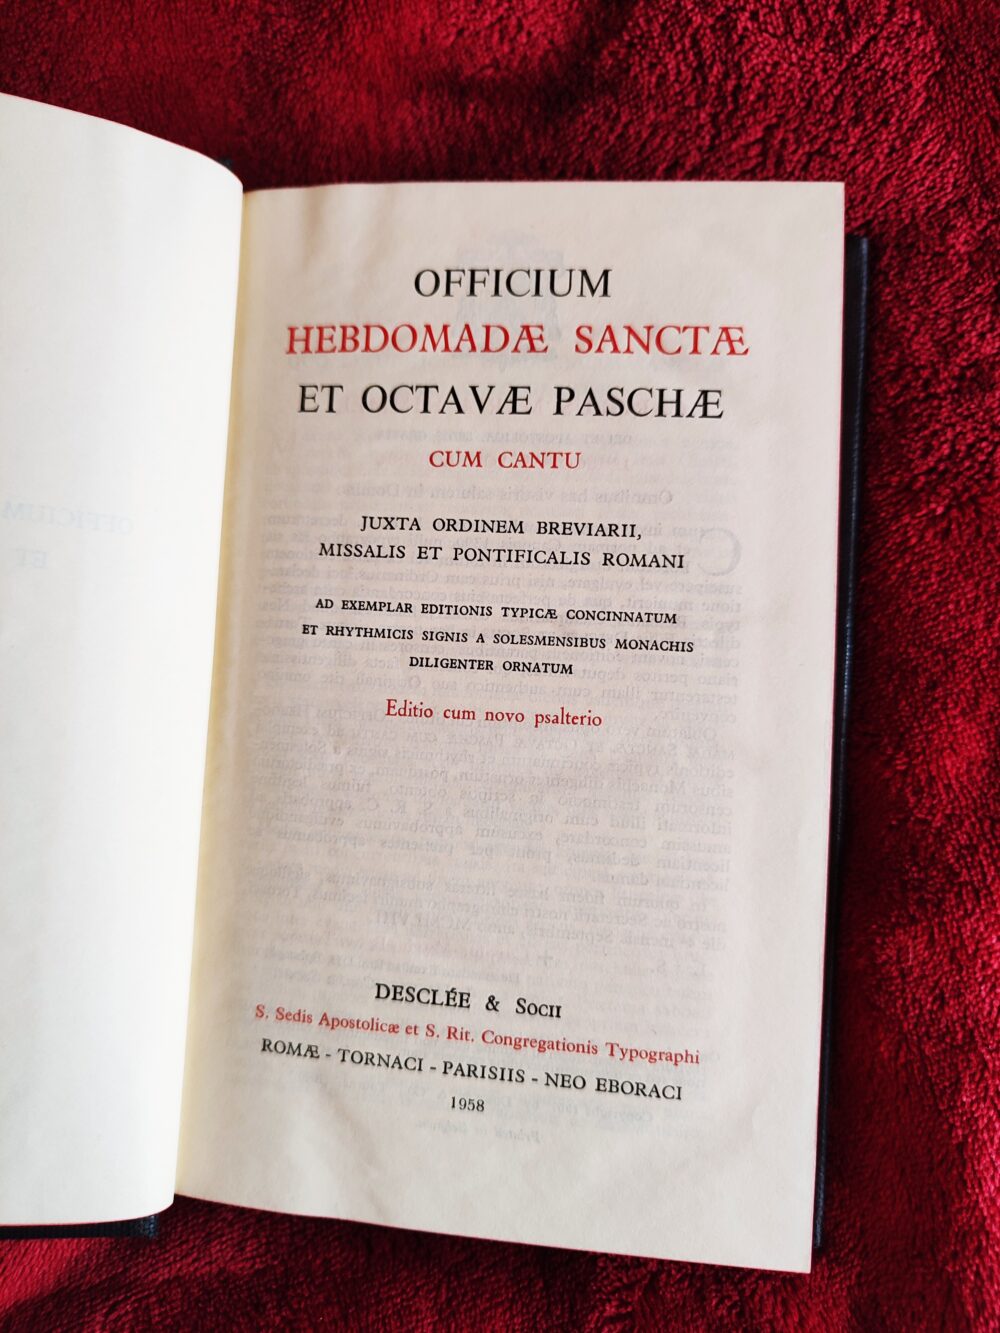 OFFICIUM
HEBDOMADÆ SANCTÆ
ET OCTAVÆ PASCHÆ
CUM CANTU
JUXTA ORDINEM BREVIARII,
MISSALIS ET PONTIFICALIS ROMANI
AD EXEMPLAR EDITIONIS TYPICÆ CONCINNATUM
ET RHYTHMICIS SIGNIS A SOLESMENSIBUS MONACHIS
DILIGENTER ORNATUM
Editio cum novo psalterio
DESCLÉE & Socii
S. Sedis Apostolicæ et S. Rit. Congregationis Typographi
ROMÆ - TORNACI - PARISIIS - NEO EBORACI
1958